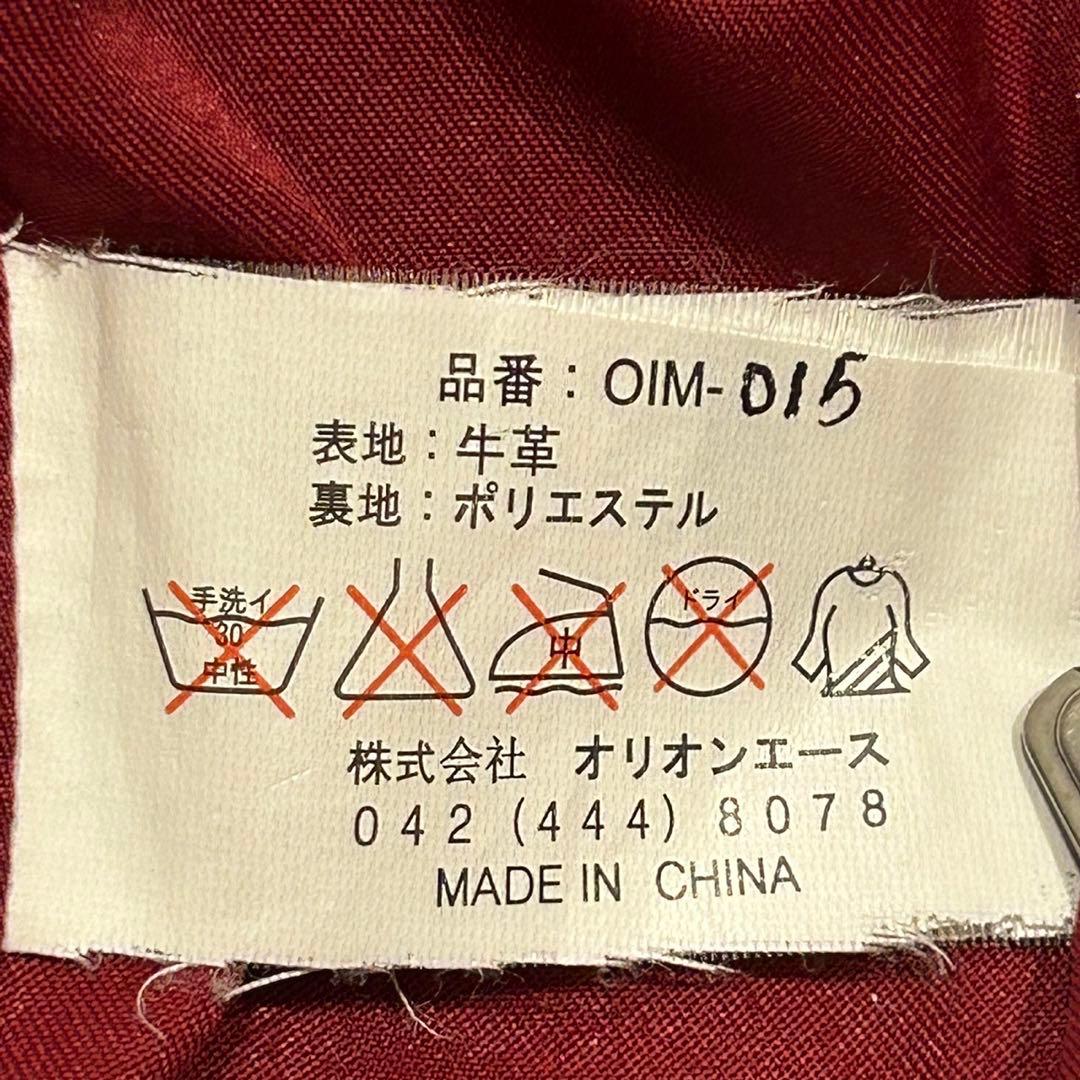 品番：OIM-015
表地：牛革
裏地：ポリエステル
手洗イ
30
中性
中
ドライ
株式会社 オリオンエース
042(444)8078
MADE IN CHINA